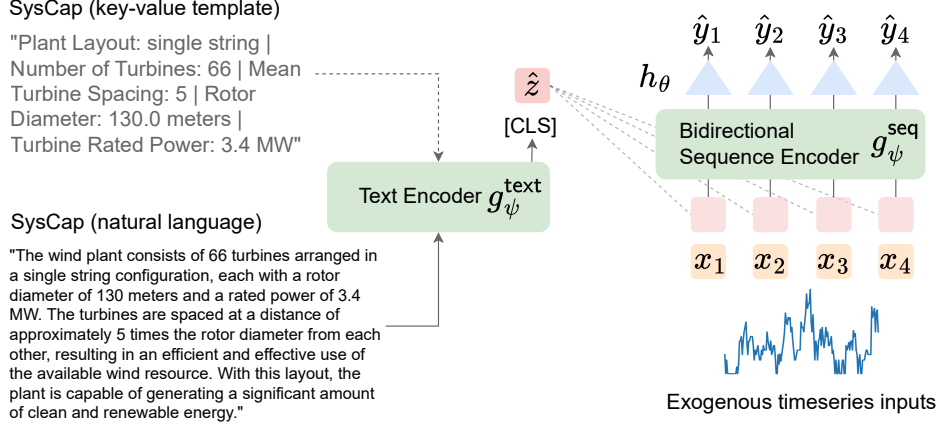 SysCap (key-value template)
"Plant Layout: single string |
Number of Turbines: 66 | Mean
Turbine Spacing: 5 | Rotor
Diameter: 130.0 meters |
Turbine Rated Power: 3.4 MW"
SysCap (natural language)
"The wind plant consists of 66 turbines arranged in
a single string configuration, each with a rotor
diameter of 130 meters and a rated power of 3.4
MW. The turbines are spaced at a distance of
approximately 5 times the rotor diameter from each
other, resulting in an efficient and effective use of
the available wind resource. With this layout, the
plant is capable of generating a significant amount
of clean and renewable energy."
ẑ
[CLS]
Text Encoder g_ψ^text
ŷ₁ ŷ₂ ŷ₃ ŷ₄
h_θ
Bidirectional
Sequence Encoder g_ψ^seq
x₁ x₂ x₃ x₄
Exogenous timeseries inputs